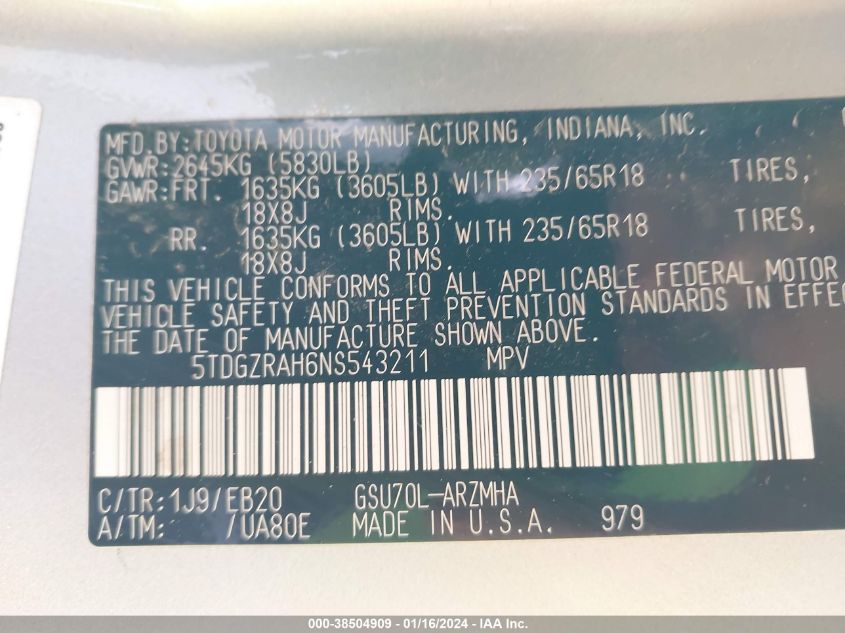 MFD.BY:TOYOTA MOTOR MANUFACTURING, INDIANA, INC.
GVWR:2645KG (5830LB)
GAWR:FRT. 1635KG (3605LB) WITH 235/65R18 TIRES,
18X8J RIMS.
RR. 1635KG (3605LB) WITH 235/65R18 TIRES,
18X8J RIMS.
THIS VEHICLE CONFORMS TO ALL APPLICABLE FEDERAL MOTOR
VEHICLE SAFETY AND THEFT PREVENTION STANDARDS IN EFFEC
THE DATE OF MANUFACTURE SHOWN ABOVE.
5TDGZRAH6NS543211 MPV
C/TR:1J9/EB20 GSU70L-ARZMHA
A/TM: /UA80E MADE IN U.S.A. 979
000-38504909 - 01/16/2024 - IAA Inc.